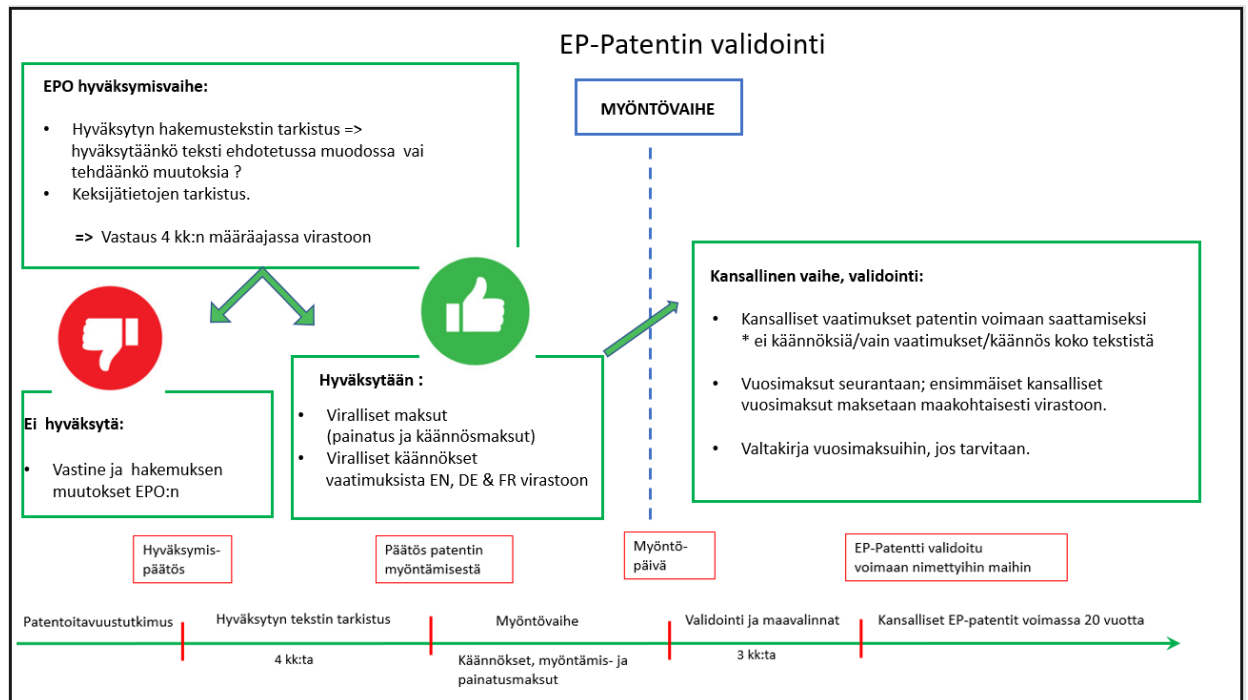 EP-Patentin validointi
EPO hyväksymisvaihe:
• Hyväksytyn hakemustekstin tarkistus =>
hyväksytäänkö teksti ehdotetussa muodossa vai
tehdäänkö muutoksia ?
• Keksijätietojen tarkistus.
=> Vastaus 4 kk:n määräajassa virastoon
MYÖNTÖVAIHE
Ei hyväksytä:
• Vastine ja hakemuksen
muutokset EPO:n
Hyväksytään :
• Viralliset maksut
(painatus ja käännösmaksut)
• Viralliset käännökset
vaatimuksista EN, DE & FR virastoon
Kansallinen vaihe, validointi:
• Kansalliset vaatimukset patentin voimaan saattamiseksi
* ei käännöksiä/vain vaatimukset/käännös koko tekstistä
• Vuosimaksut seurantaan; ensimmäiset kansalliset
vuosimaksut maksetaan maakohtaisesti virastoon.
• Valtakirja vuosimaksuihin, jos tarvitaan.
Hyväksymis-
päätös
Päätös patentin
myöntämisestä
Myöntö-
päivä
EP-Patentti validoitu
voimaan nimettyihin maihin
Patentoitavuustutkimus
Hyväksytyn tekstin tarkistus
4 kk:ta
Myöntövaihe
Käännökset, myöntämis- ja
painatusmaksut
Validointi ja maavalinnat
3 kk:ta
Kansalliset EP-patentit voimassa 20 vuotta